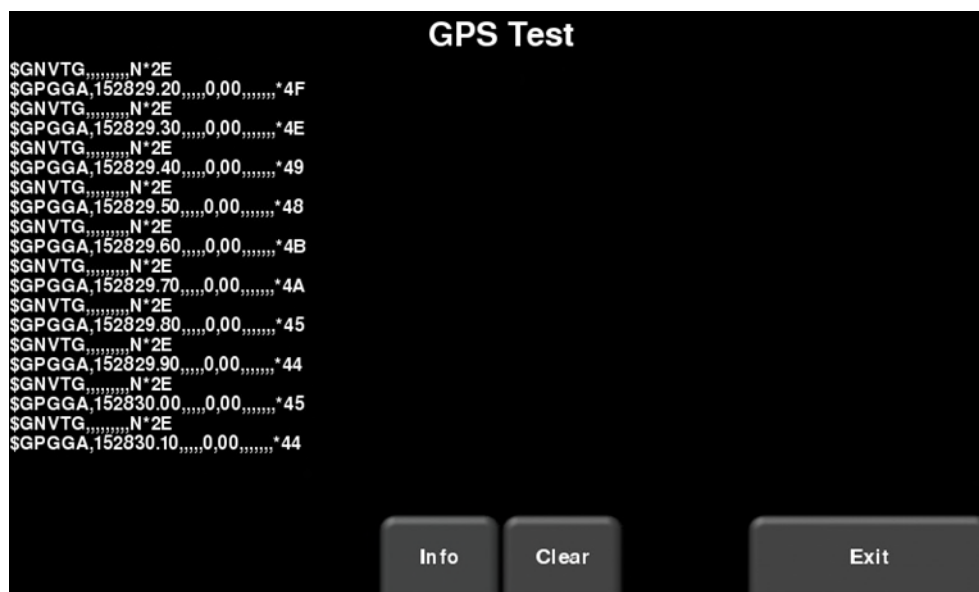 GPS Test
$GNVTG,,,,,,,,,N*2E
$GPGGA,152829.20,,,,,0,00,,,,,,,*4F
$GNVTG,,,,,,,,,N*2E
$GPGGA,152829.30,,,,,0,00,,,,,,,*4E
$GNVTG,,,,,,,,,N*2E
$GPGGA,152829.40,,,,,0,00,,,,,,,*49
$GNVTG,,,,,,,,,N*2E
$GPGGA,152829.50,,,,,0,00,,,,,,,*48
$GNVTG,,,,,,,,,N*2E
$GPGGA,152829.60,,,,,0,00,,,,,,,*4B
$GNVTG,,,,,,,,,N*2E
$GPGGA,152829.70,,,,,0,00,,,,,,,*4A
$GNVTG,,,,,,,,,N*2E
$GPGGA,152829.80,,,,,0,00,,,,,,,*45
$GNVTG,,,,,,,,,N*2E
$GPGGA,152829.90,,,,,0,00,,,,,,,*44
$GNVTG,,,,,,,,,N*2E
$GPGGA,152830.00,,,,,0,00,,,,,,,*45
$GNVTG,,,,,,,,,N*2E
$GPGGA,152830.10,,,,,0,00,,,,,,,*44
Info
Clear
Exit